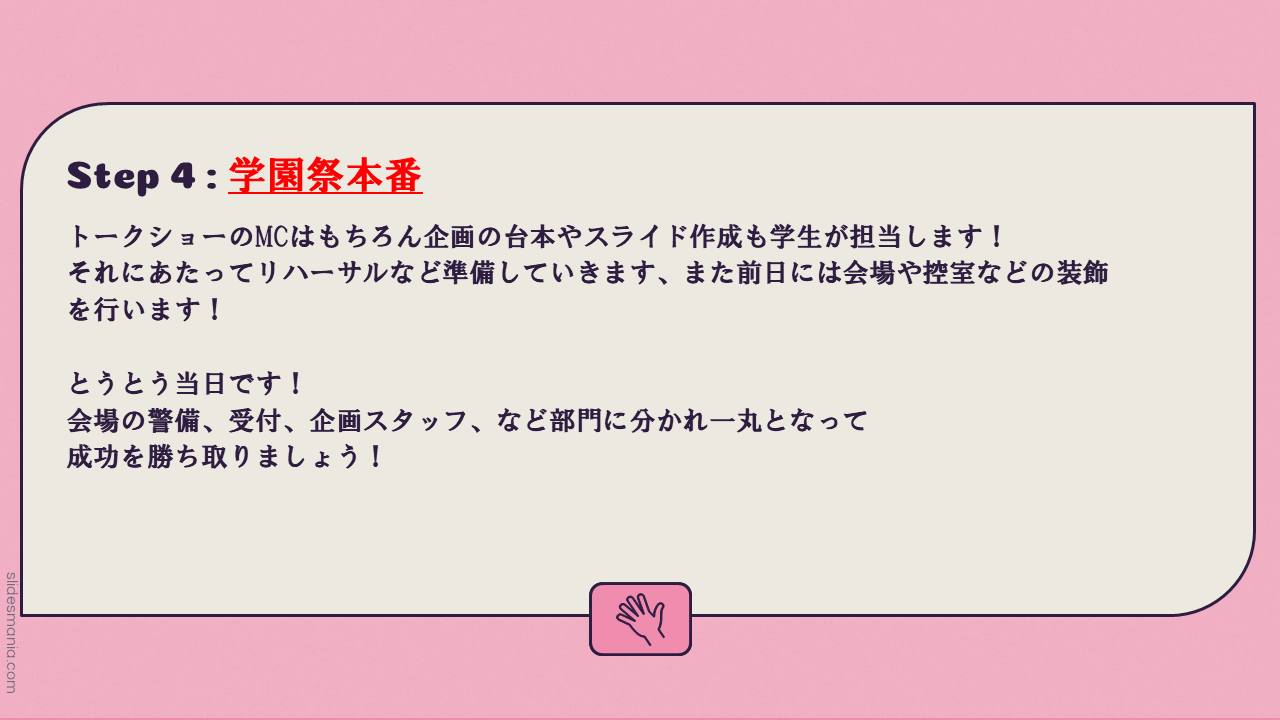 Step 4 : 学園祭本番
トークショーのMCはもちろん企画の台本やスライド作成も学生が担当します！
それにあたってリハーサルなど準備していきます、また前日には会場や控室などの装飾
を行います！
とうとう当日です！
会場の警備、受付、企画スタッフ、など部門に分かれ一丸となって
成功を勝ち取りましょう！
slidesmania.com